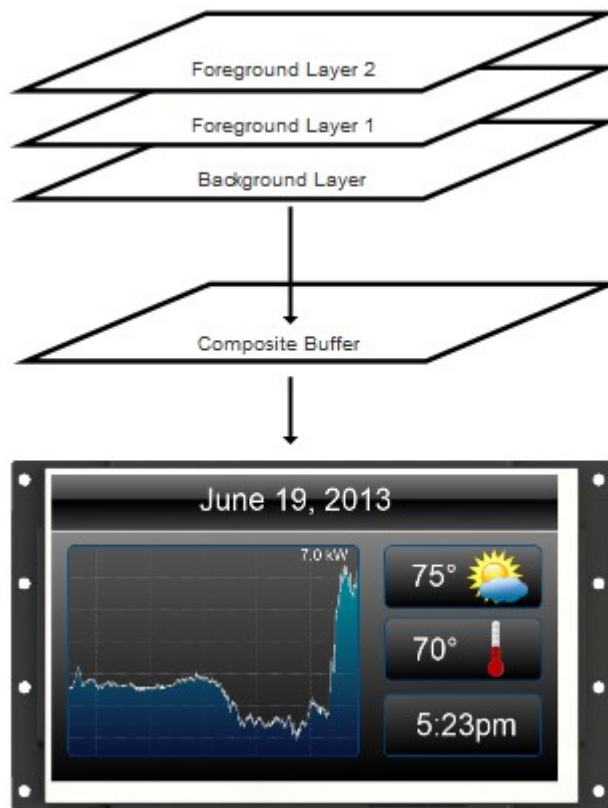 Foreground Layer 2
Foreground Layer 1
Background Layer
Composite Buffer
June 19, 2013
7.0 kW
75°
70°
5:23pm